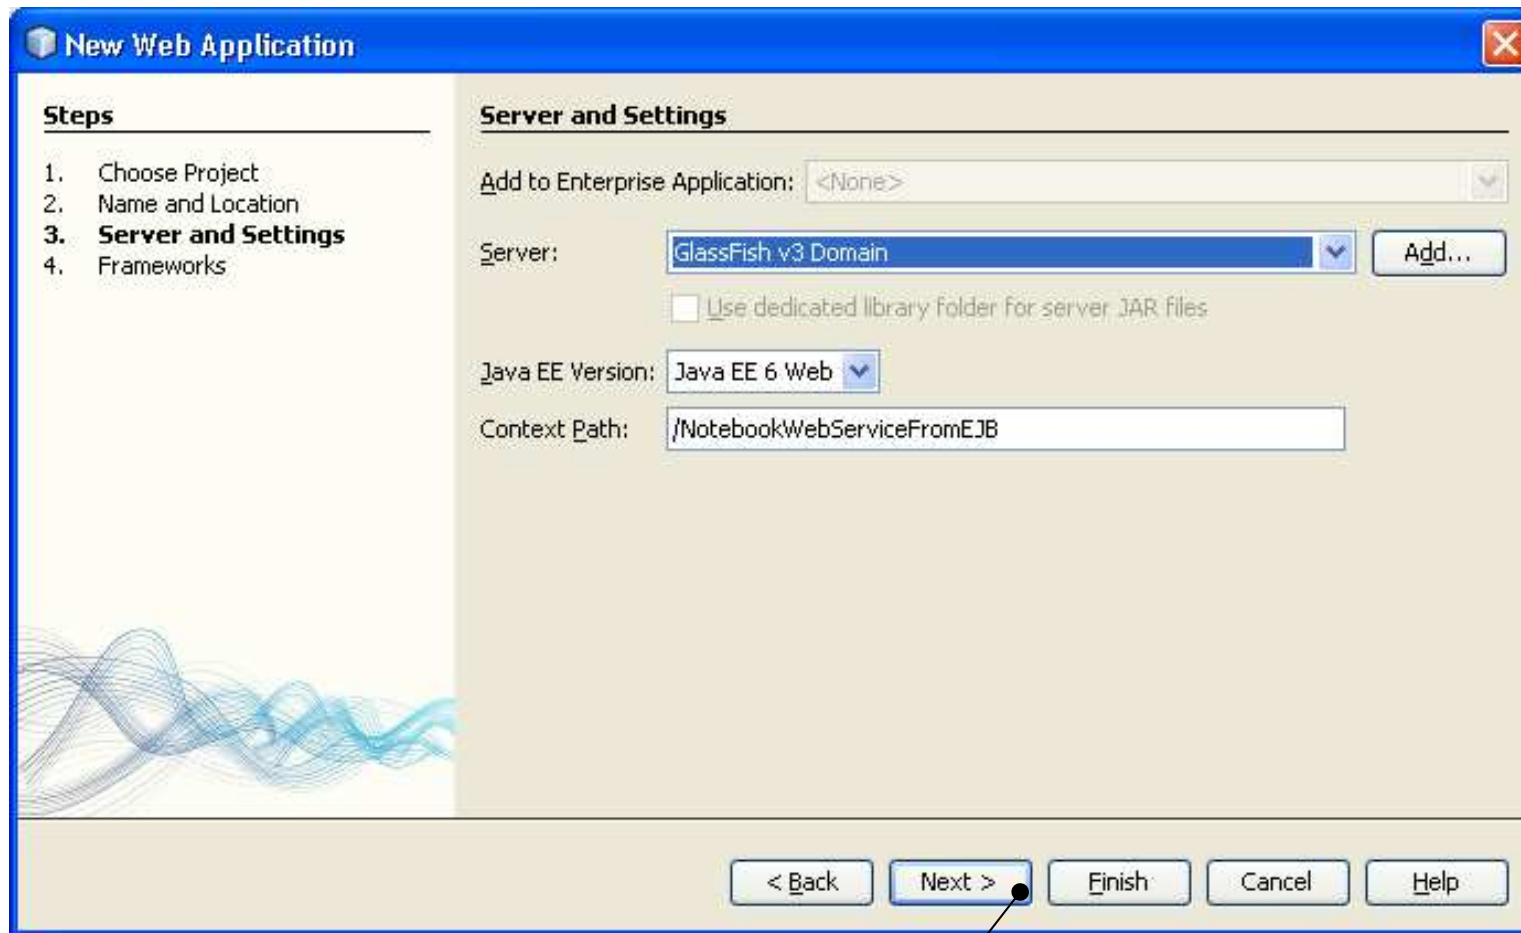 New Web Application
Steps
1. Choose Project
2. Name and Location
3. Server and Settings
4. Frameworks
Server and Settings
Add to Enterprise Application: <None>
Server: GlassFish v3 Domain Add...
Use dedicated library folder for server JAR files
Java EE Version: Java EE 6 Web
Context Path: /NotebookWebServiceFromEJB
< Back Next > Finish Cancel Help